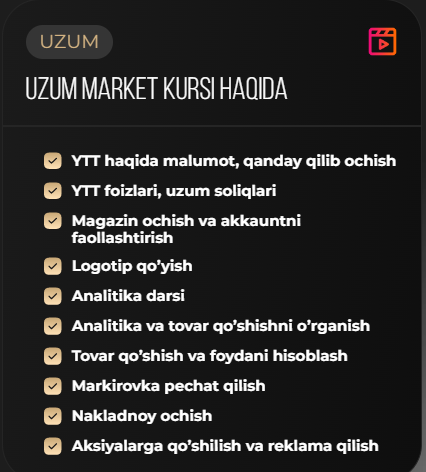 UZUM
UZUM MARKET KURSI HAQIDA
YTT haqida malumot, qanday qilib ochish
YTT foizlari, uzum soliqlari
Magazin ochish va akkauntni
faollashtirish
Logotip qo’yish
Analitika darsi
Analitika va tovar qo’shishni o’rganish
Tovar qo’shish va foydani hisoblash
Markirovka pechat qilish
Nakladnoy ochish
Aksiyalarga qo’shilish va reklama qilish